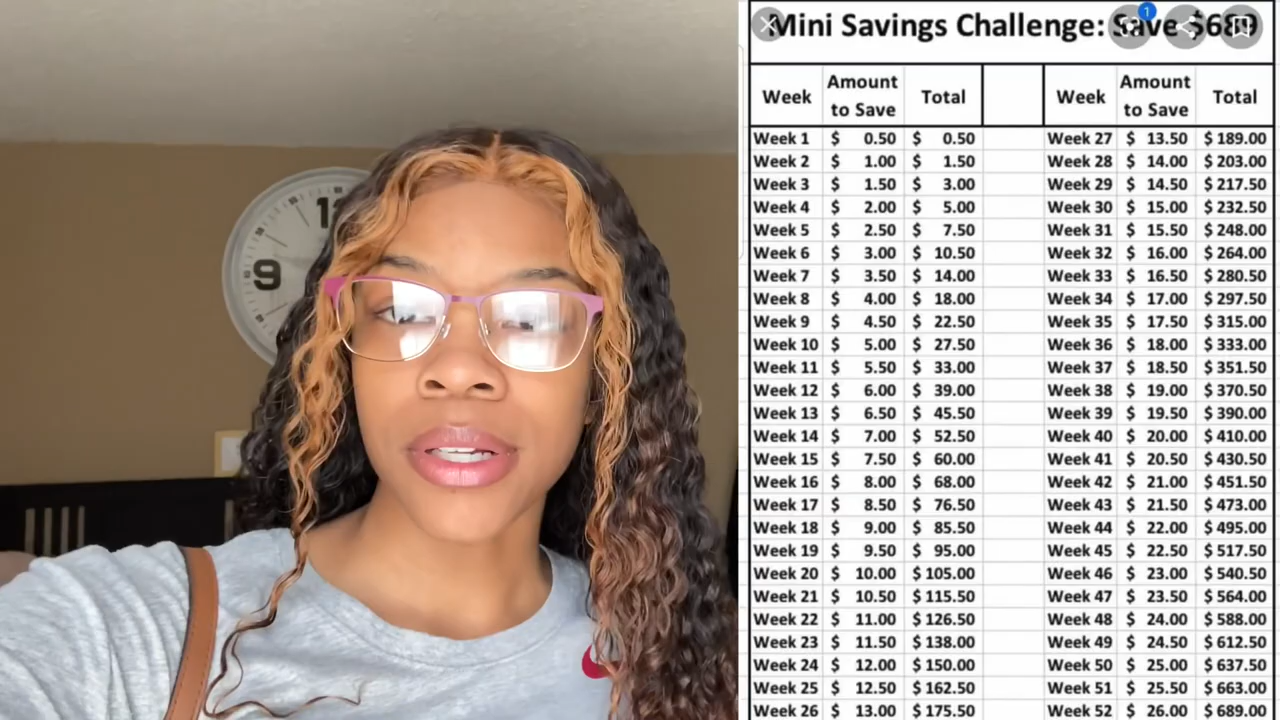 9
1
Mini Savings Challenge: Save $689
Week Amount to Save Total Week Amount to Save Total
Week 1 $ 0.50 $ 0.50 Week 27 $ 13.50 $ 189.00
Week 2 $ 1.00 $ 1.50 Week 28 $ 14.00 $ 203.00
Week 3 $ 1.50 $ 3.00 Week 29 $ 14.50 $ 217.50
Week 4 $ 2.00 $ 5.00 Week 30 $ 15.00 $ 232.50
Week 5 $ 2.50 $ 7.50 Week 31 $ 15.50 $ 248.00
Week 6 $ 3.00 $ 10.50 Week 32 $ 16.00 $ 264.00
Week 7 $ 3.50 $ 14.00 Week 33 $ 16.50 $ 280.50
Week 8 $ 4.00 $ 18.00 Week 34 $ 17.00 $ 297.50
Week 9 $ 4.50 $ 22.50 Week 35 $ 17.50 $ 315.00
Week 10 $ 5.00 $ 27.50 Week 36 $ 18.00 $ 333.00
Week 11 $ 5.50 $ 33.00 Week 37 $ 18.50 $ 351.50
Week 12 $ 6.00 $ 39.00 Week 38 $ 19.00 $ 370.50
Week 13 $ 6.50 $ 45.50 Week 39 $ 19.50 $ 390.00
Week 14 $ 7.00 $ 52.50 Week 40 $ 20.00 $ 410.00
Week 15 $ 7.50 $ 60.00 Week 41 $ 20.50 $ 430.50
Week 16 $ 8.00 $ 68.00 Week 42 $ 21.00 $ 451.50
Week 17 $ 8.50 $ 76.50 Week 43 $ 21.50 $ 473.00
Week 18 $ 9.00 $ 85.50 Week 44 $ 22.00 $ 495.00
Week 19 $ 9.50 $ 95.00 Week 45 $ 22.50 $ 517.50
Week 20 $ 10.00 $ 105.00 Week 46 $ 23.00 $ 540.50
Week 21 $ 10.50 $ 115.50 Week 47 $ 23.50 $ 564.00
Week 22 $ 11.00 $ 126.50 Week 48 $ 24.00 $ 588.00
Week 23 $ 11.50 $ 138.00 Week 49 $ 24.50 $ 612.50
Week 24 $ 12.00 $ 150.00 Week 50 $ 25.00 $ 637.50
Week 25 $ 12.50 $ 162.50 Week 51 $ 25.50 $ 663.00
Week 26 $ 13.00 $ 175.50 Week 52 $ 26.00 $ 689.00